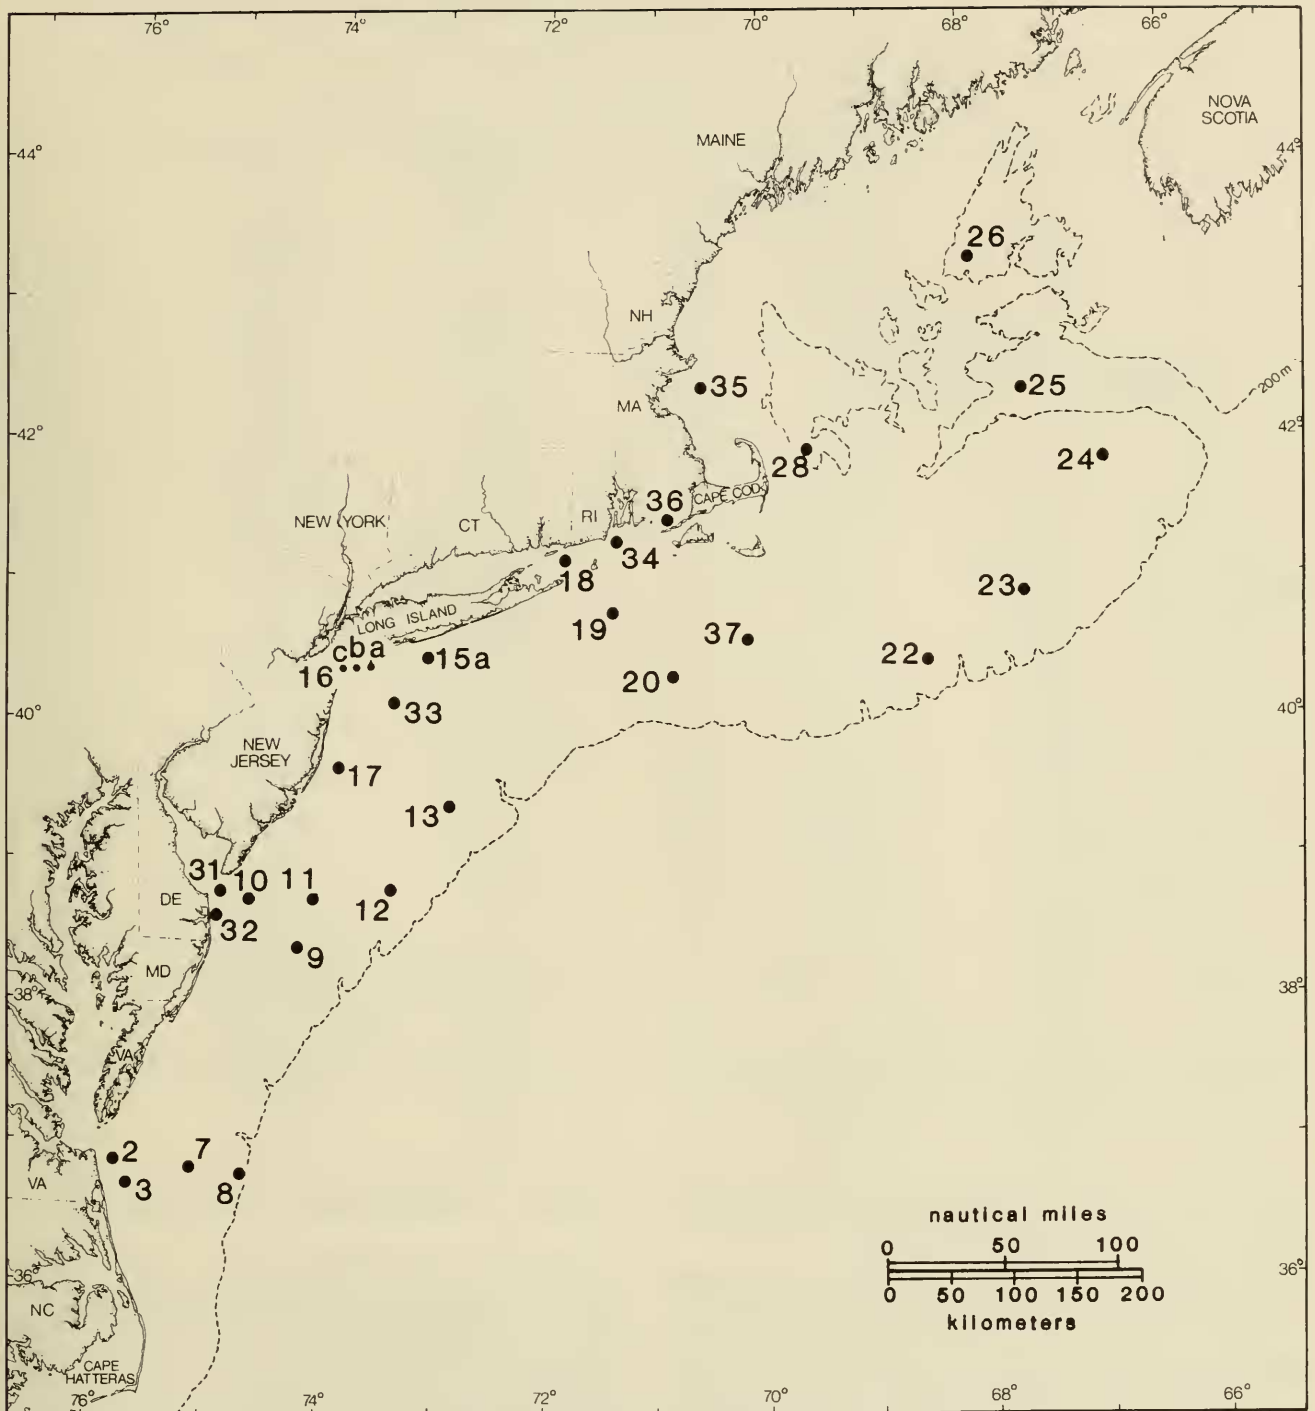 76° 74° 72° 70° 68° 66°
NOVA
SCOTIA
MAINE
44° 44°
26
NH
200m
35 25
MA
42° 42°
28 24
36 CAPE COD
NEW YORK CT RI
34
18
23
LONG ISLAND
19 37
cba
16 15a 22
20
40° 33 40°
NEW
JERSEY
17
13
31 10 11
DE 12
32
9
MD
38° 38°
VA
2 7
VA 3 8
nautical miles
0 50 100
36° 36°
0 50 100 150 200
NC
kilometers
CAPE
HATTERAS
76° 74° 72° 70° 68° 66°